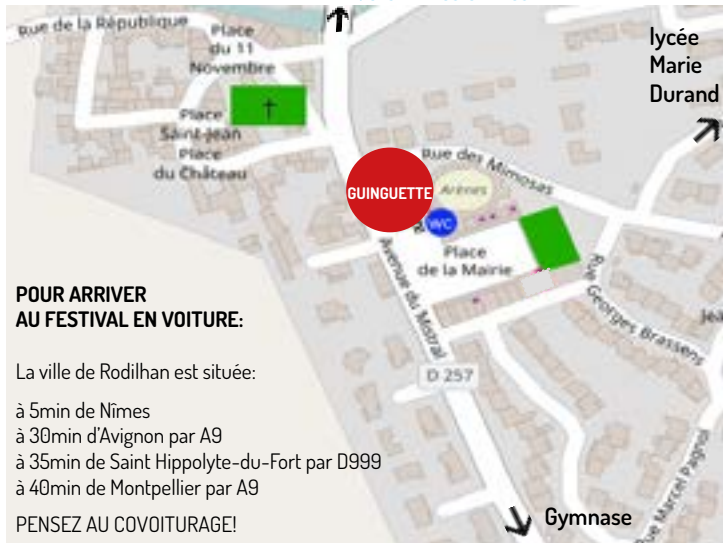 Rue de la République
Place
du 11
Novembre
lycée
Marie
Durand
Place
Saint-Jean
Place
du Château
Rue des Mimosas
GUINGUETTE
Arènes
WC
Place
de la Mairie
Avenue du Mistral
Rue Georges Brassens
D 257
Rue Marcel Pagnol
POUR ARRIVER
AU FESTIVAL EN VOITURE:
La ville de Rodilhan est située:
à 5min de Nîmes
à 30min d'Avignon par A9
à 35min de Saint Hippolyte-du-Fort par D999
à 40min de Montpellier par A9
PENSEZ AU COVOITURAGE!
Gymnase